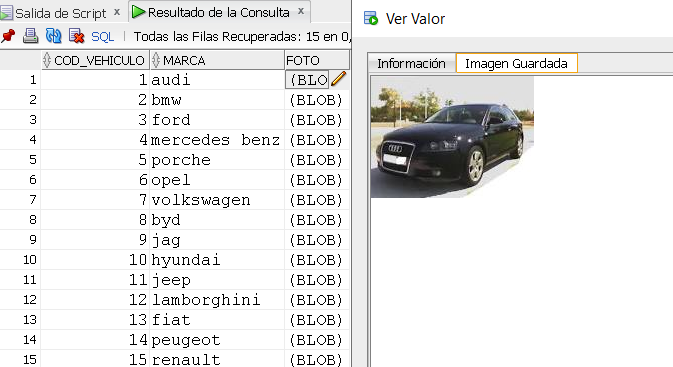 Salida de Script x Resultado de la Consulta x
SQL | Todas las Filas Recuperadas: 15 en 0,
COD_VEHICULO MARCA FOTO
1 1 audi (BLO
2 2 bmw (BLOB)
3 3 ford (BLOB)
4 4 mercedes benz (BLOB)
5 5 porche (BLOB)
6 6 opel (BLOB)
7 7 volkswagen (BLOB)
8 8 byd (BLOB)
9 9 jag (BLOB)
10 10 hyundai (BLOB)
11 11 jeep (BLOB)
12 12 lamborghini (BLOB)
13 13 fiat (BLOB)
14 14 peugeot (BLOB)
15 15 renault (BLOB)
Ver Valor
Información Imagen Guardada